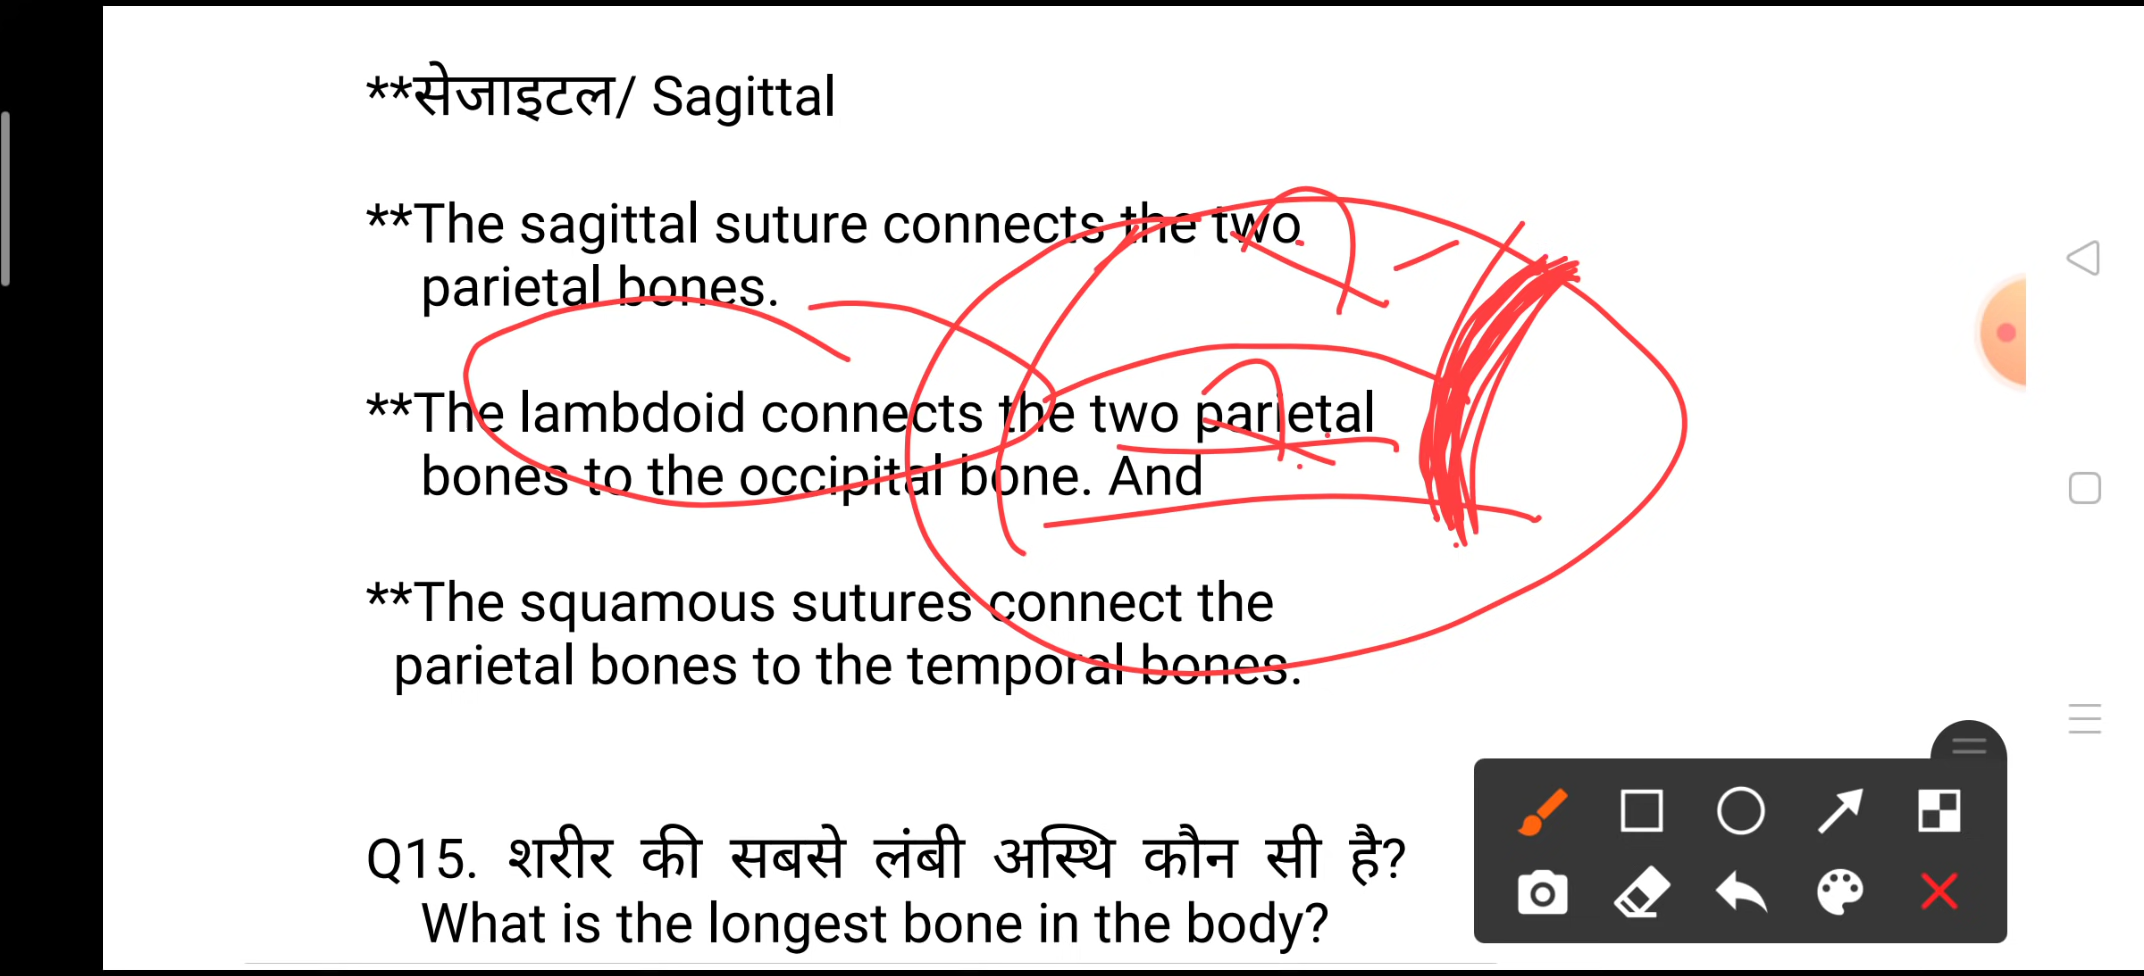 **सेजाइटल/ Sagittal
**The sagittal suture connects the two
parietal bones.
**The lambdoid connects the two parietal
bones to the occipital bone. And
**The squamous sutures connect the
parietal bones to the temporal bones.
Q15. शरीर की सबसे लंबी अस्थि कौन सी है?
What is the longest bone in the body?